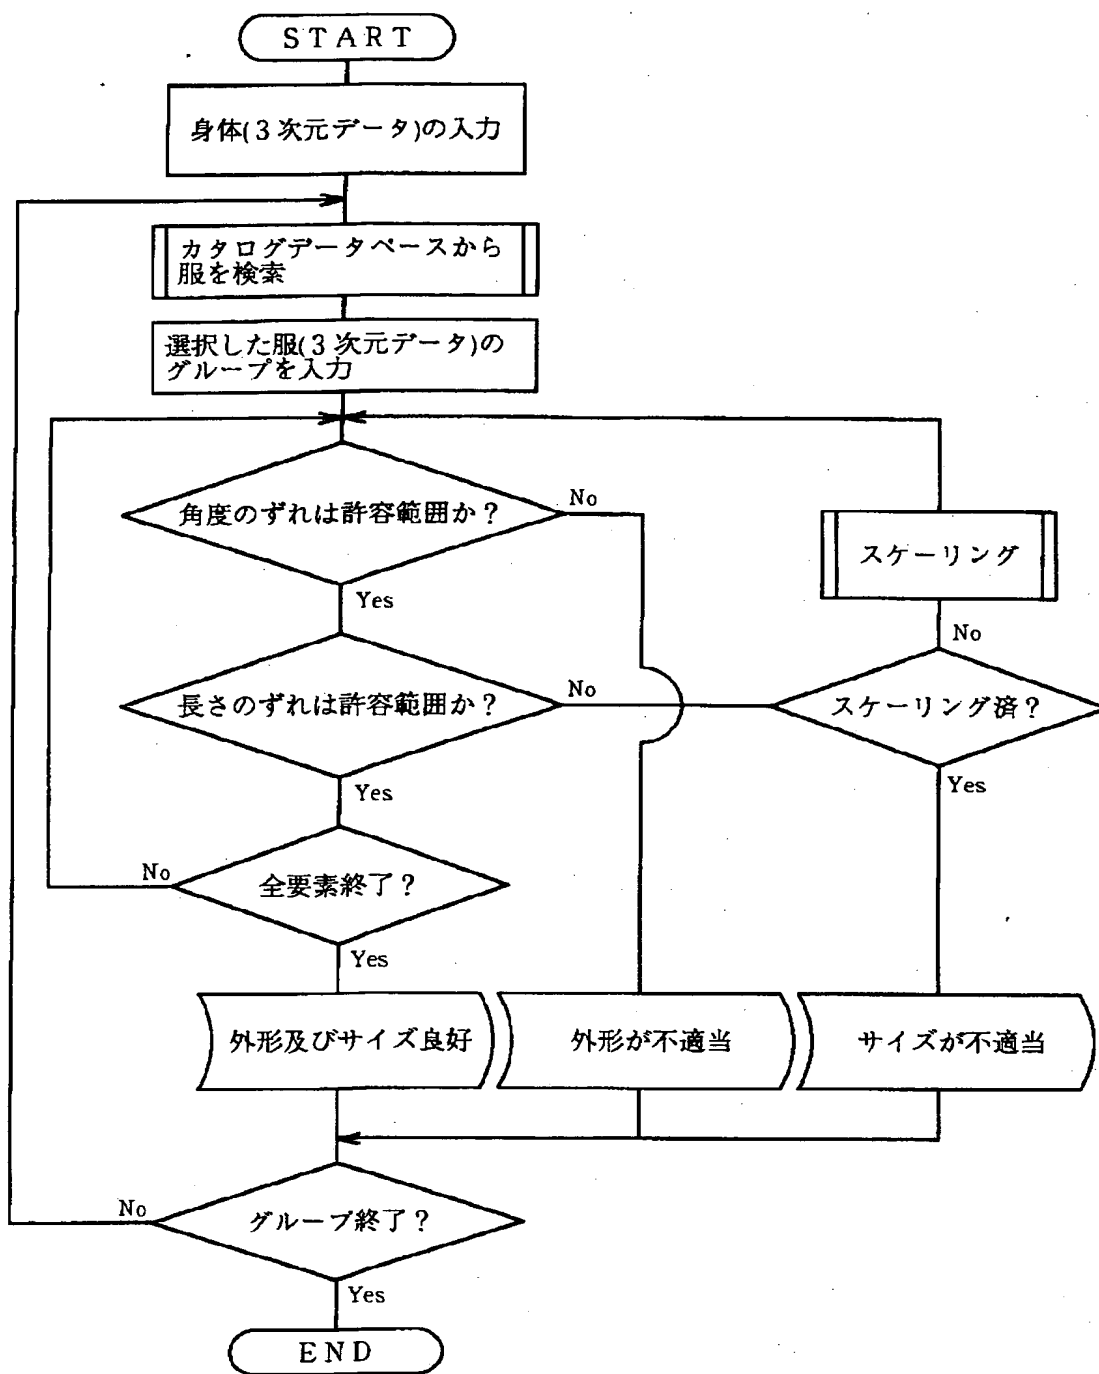 START
身体(3次元データ)の入力
カタログデータベースから
服を検索
選択した服(3次元データ)の
グループを入力
角度のずれは許容範囲か?
No
Yes
スケーリング
No
長さのずれは許容範囲か?
No
スケーリング済?
Yes
Yes
No
全要素終了?
Yes
外形及びサイズ良好
外形が不適当
サイズが不適当
No
グループ終了?
Yes
END